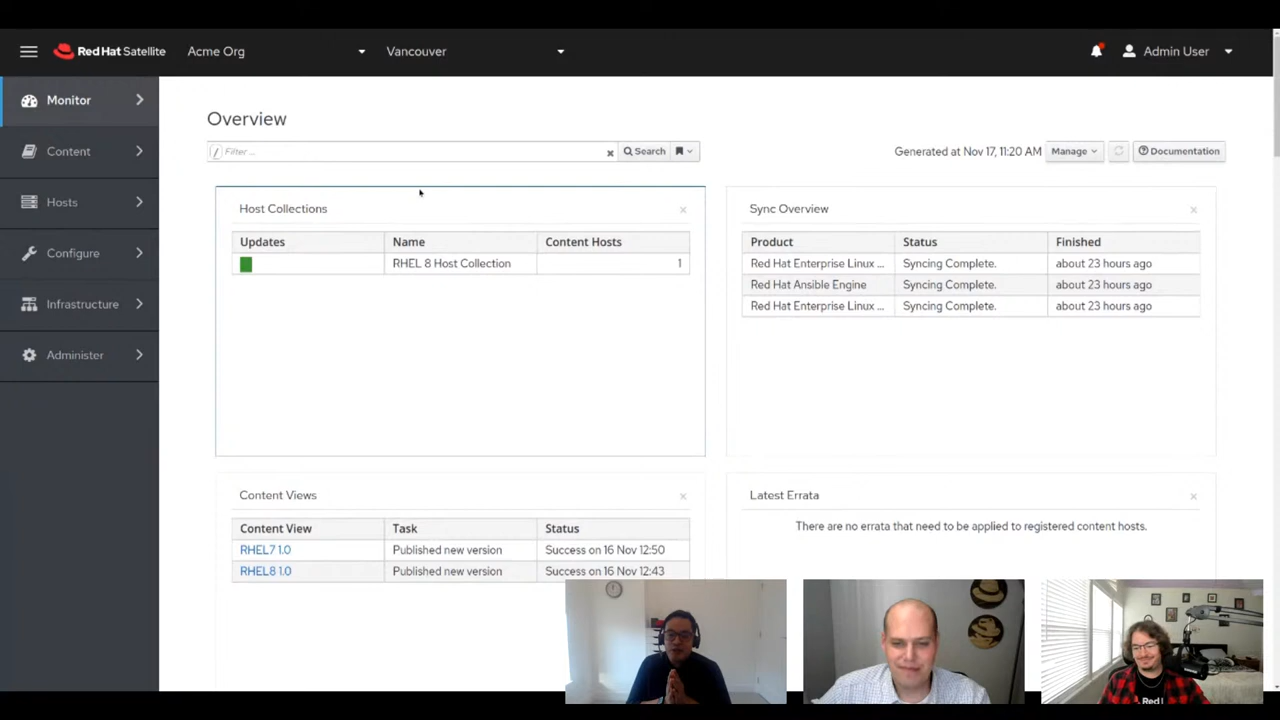 Red Hat Satellite
Acme Org
Vancouver
Admin User
Monitor
Content
Hosts
Configure
Infrastructure
Administer
Overview
Filter ...
Search
Generated at Nov 17, 11:20 AM
Manage
Documentation
Host Collections
Updates Name Content Hosts
RHEL 8 Host Collection 1
Sync Overview
Product Status Finished
Red Hat Enterprise Linux ... Syncing Complete. about 23 hours ago
Red Hat Ansible Engine Syncing Complete. about 23 hours ago
Red Hat Enterprise Linux ... Syncing Complete. about 23 hours ago
Content Views
Content View Task Status
RHEL7 1.0 Published new version Success on 16 Nov 12:50
RHEL8 1.0 Published new version Success on 16 Nov 12:43
Latest Errata
There are no errata that need to be applied to registered content hosts.
Red